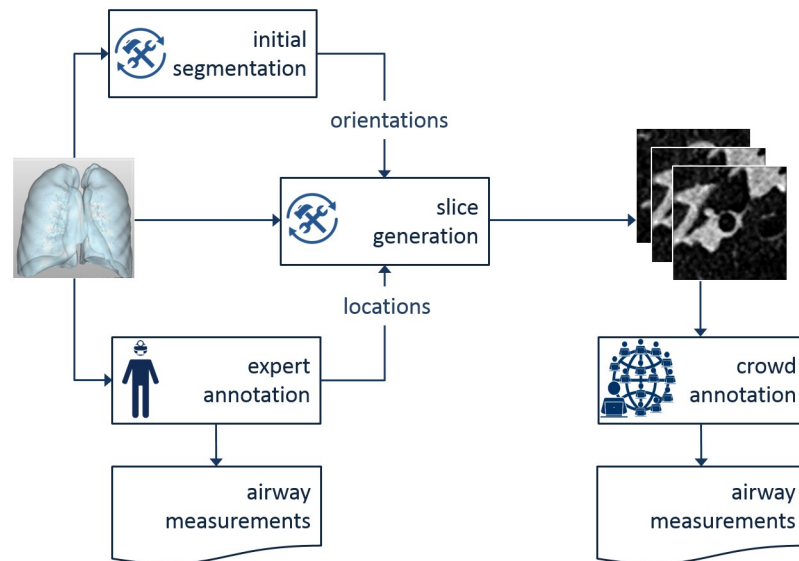 initial
segmentation
orientations
slice
generation
locations
expert
annotation
crowd
annotation
airway
measurements
airway
measurements